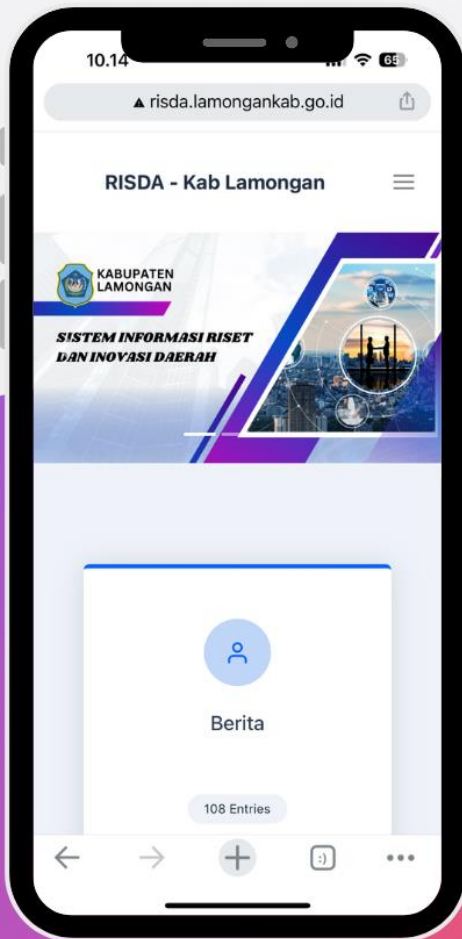 10.14
65
risda.lamongankab.go.id
RISDA - Kab Lamongan
KABUPATEN
LAMONGAN
SISTEM INFORMASI RISET
DAN INOVASI DAERAH
Berita
108 Entries
:)